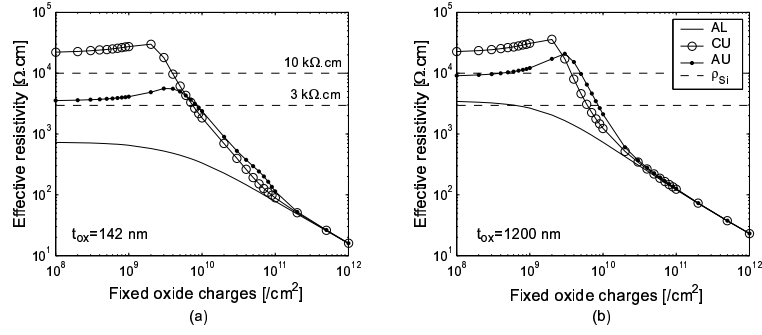 10^5
10^4
10^3
10^2
10^1
Effective resistivity [Ω.cm]
10 kΩ.cm
3 kΩ.cm
t_ox=142 nm
10^8 10^9 10^10 10^11 10^12
Fixed oxide charges [/cm^2]
(a)
10^5
10^4
10^3
10^2
10^1
Effective resistivity [Ω.cm]
AL
CU
AU
ρ_Si
t_ox=1200 nm
10^8 10^9 10^10 10^11 10^12
Fixed oxide charges [/cm^2]
(b)